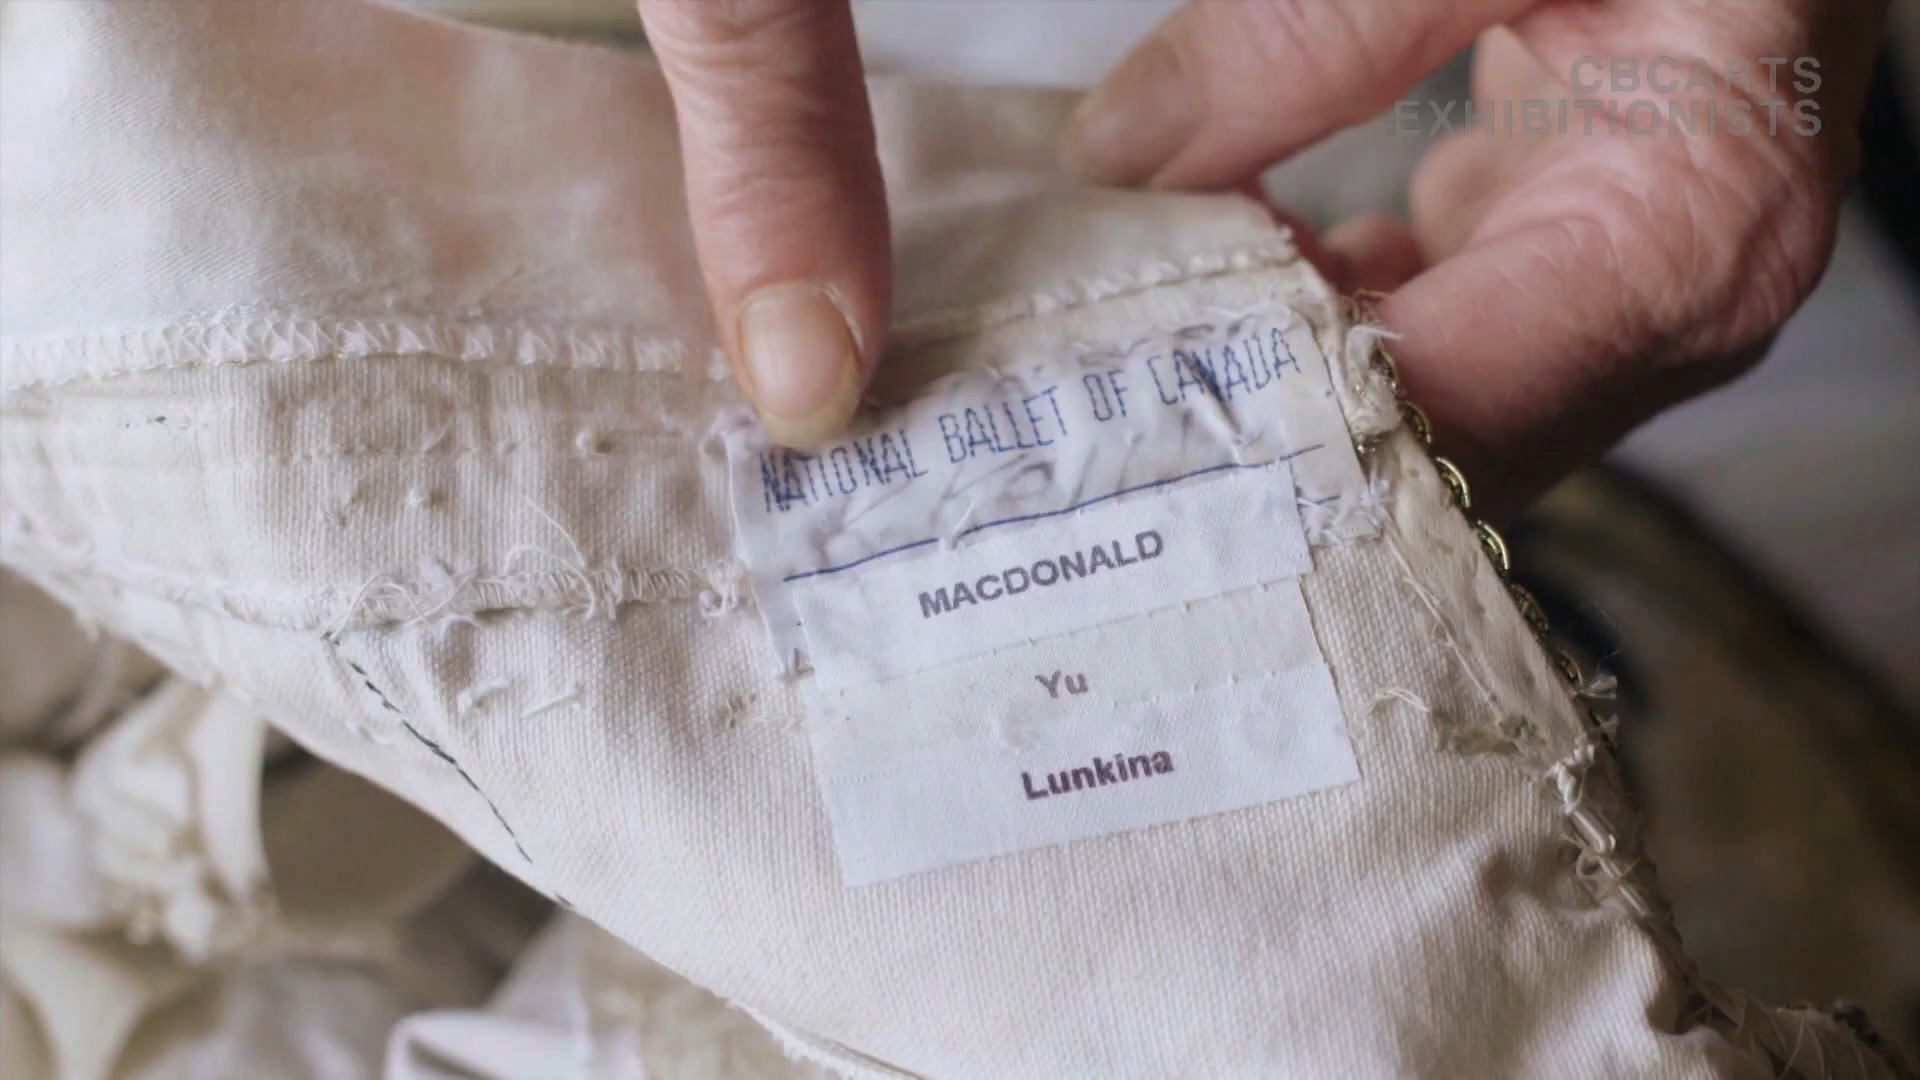 CBCARTS
EXHIBITIONISTS
NATIONAL BALLET OF CANADA
MACDONALD
Yu
Lunkina